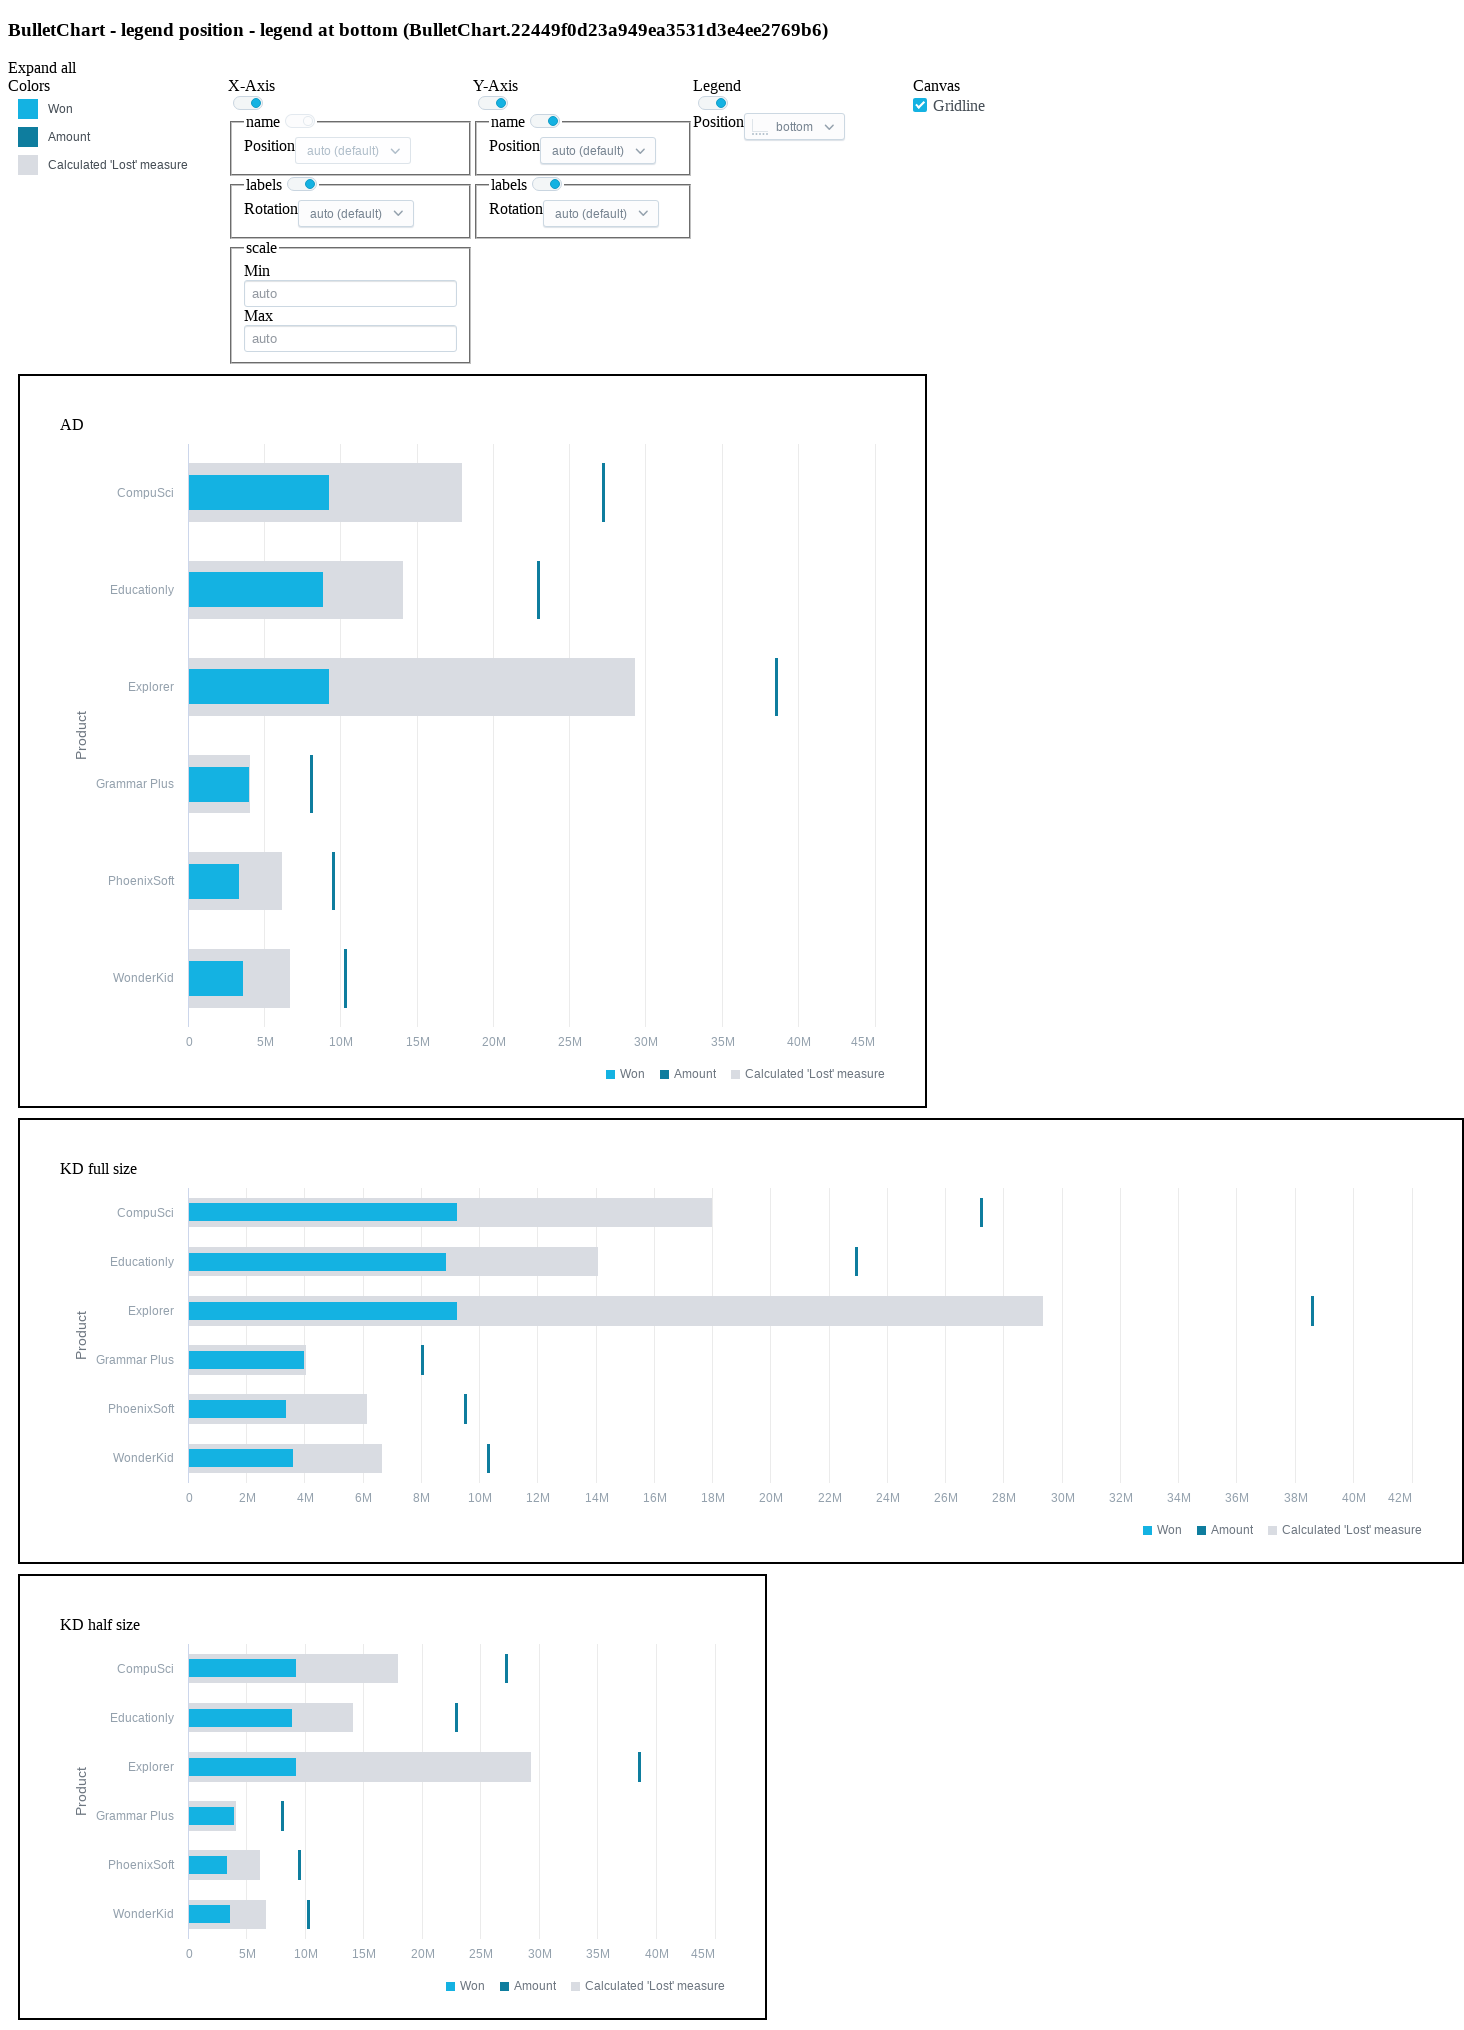 BulletChart - legend position - legend at bottom (BulletChart.22449f0d23a949ea3531d3e4ee2769b6)
Expand all
Colors
Won
Amount
Calculated 'Lost' measure
X-Axis
name
Position auto (default)
labels
Rotation auto (default)
scale
Min
auto
Max
auto
Y-Axis
name
Position auto (default)
labels
Rotation auto (default)
Legend
Position bottom
Canvas
Gridline
AD
Product
CompuSci
Educationly
Explorer
Grammar Plus
PhoenixSoft
WonderKid
0 5M 10M 15M 20M 25M 30M 35M 40M 45M
Won Amount Calculated 'Lost' measure
KD full size
Product
CompuSci
Educationly
Explorer
Grammar Plus
PhoenixSoft
WonderKid
0 2M 4M 6M 8M 10M 12M 14M 16M 18M 20M 22M 24M 26M 28M 30M 32M 34M 36M 38M 40M 42M
Won Amount Calculated 'Lost' measure
KD half size
Product
CompuSci
Educationly
Explorer
Grammar Plus
PhoenixSoft
WonderKid
0 5M 10M 15M 20M 25M 30M 35M 40M 45M
Won Amount Calculated 'Lost' measure